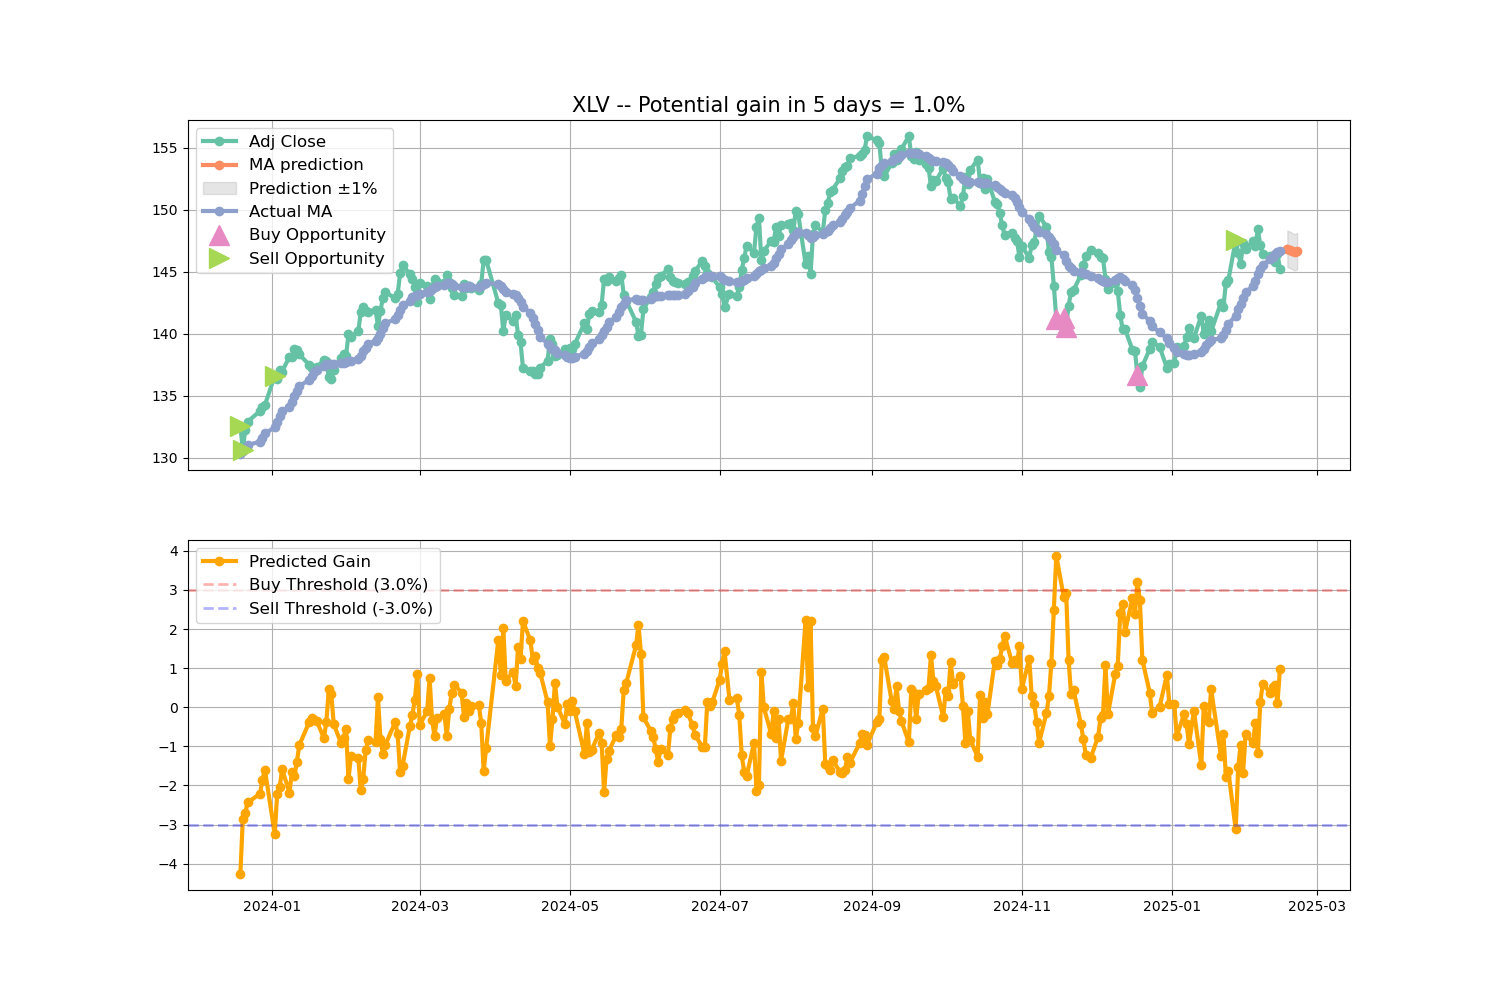 XLV -- Potential gain in 5 days = 1.0%
Adj Close
MA prediction
Prediction ±1%
Actual MA
Buy Opportunity
Sell Opportunity
155
150
145
140
135
130
Predicted Gain
Buy Threshold (3.0%)
Sell Threshold (-3.0%)
4
3
2
1
0
−1
−2
−3
−4
2024-01 2024-03 2024-05 2024-07 2024-09 2024-11 2025-01 2025-03